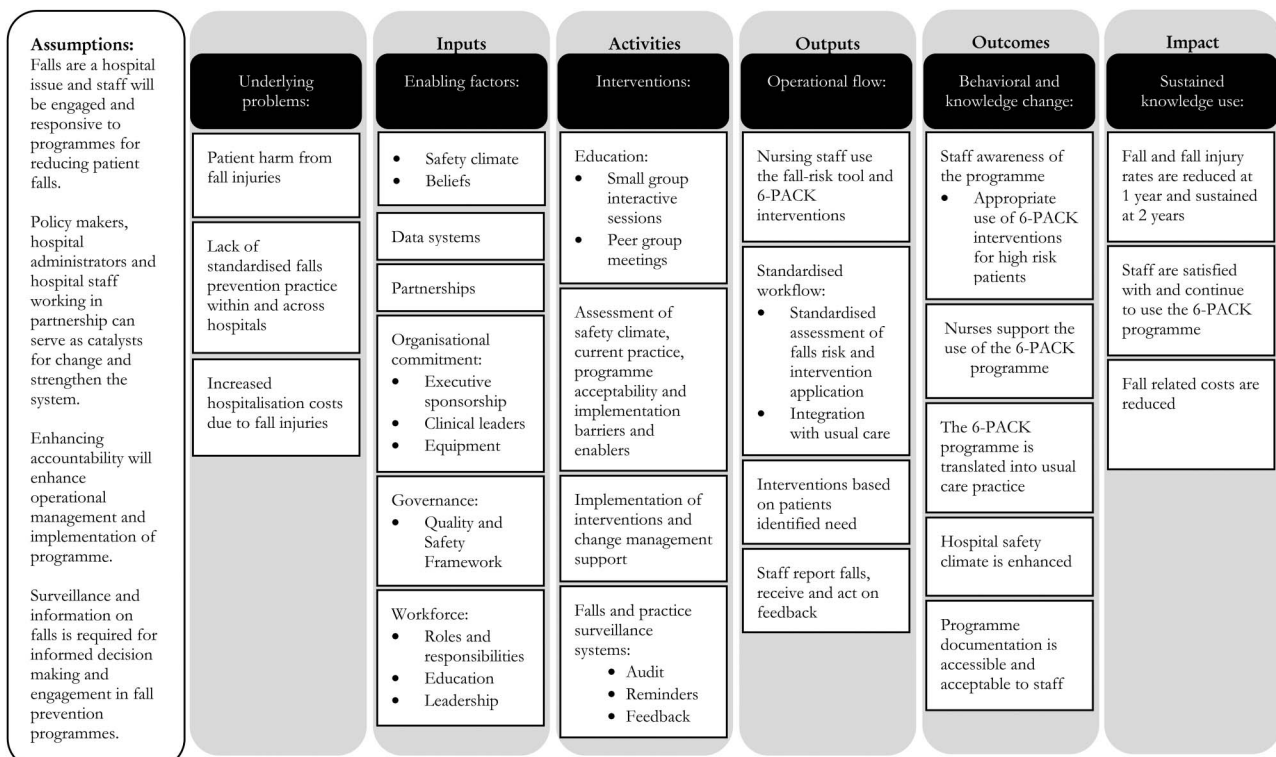 Assumptions:
Falls are a hospital
issue and staff will
be engaged and
responsive to
programmes for
reducing patient
falls.
Policy makers,
hospital
administrators and
hospital staff
working in
partnership can
serve as catalysts
for change and
strengthen the
system.
Enhancing
accountability will
enhance
operational
management and
implementation of
programme.
Surveillance and
information on
falls is required for
informed decision
making and
engagement in fall
prevention
programmes.
Underlying
problems:
Patient harm from
fall injuries
Lack of
standardised falls
prevention practice
within and across
hospitals
Increased
hospitalisation costs
due to fall injuries
Inputs
Enabling factors:
• Safety climate
• Beliefs
Data systems
Partnerships
Organisational
commitment:
• Executive
sponsorship
• Clinical leaders
• Equipment
Governance:
• Quality and
Safety
Framework
Workforce:
• Roles and
responsibilities
• Education
• Leadership
Activities
Interventions:
Education:
• Small group
interactive
sessions
• Peer group
meetings
Assessment of
safety climate,
current practice,
programme
acceptability and
implementation
barriers and
enablers
Implementation of
interventions and
change management
support
Falls and practice
surveillance
systems:
• Audit
• Reminders
• Feedback
Outputs
Operational flow:
Nursing staff use
the fall-risk tool and
6-PACK
interventions
Standardised
workflow:
• Standardised
assessment of
falls risk and
intervention
application
• Integration
with usual care
Interventions based
on patients
identified need
Staff report falls,
receive and act on
feedback
Outcomes
Behavioral and
knowledge change:
Staff awareness of
the programme
• Appropriate
use of 6-PACK
interventions
for high risk
patients
Nurses support the
use of the 6-PACK
programme
The 6-PACK
programme is
translated into usual
care practice
Hospital safety
climate is enhanced
Programme
documentation is
accessible and
acceptable to staff
Impact
Sustained
knowledge use:
Fall and fall injury
rates are reduced at
1 year and sustained
at 2 years
Staff are satisfied
with and continue
to use the 6-PACK
programme
Fall related costs are
reduced